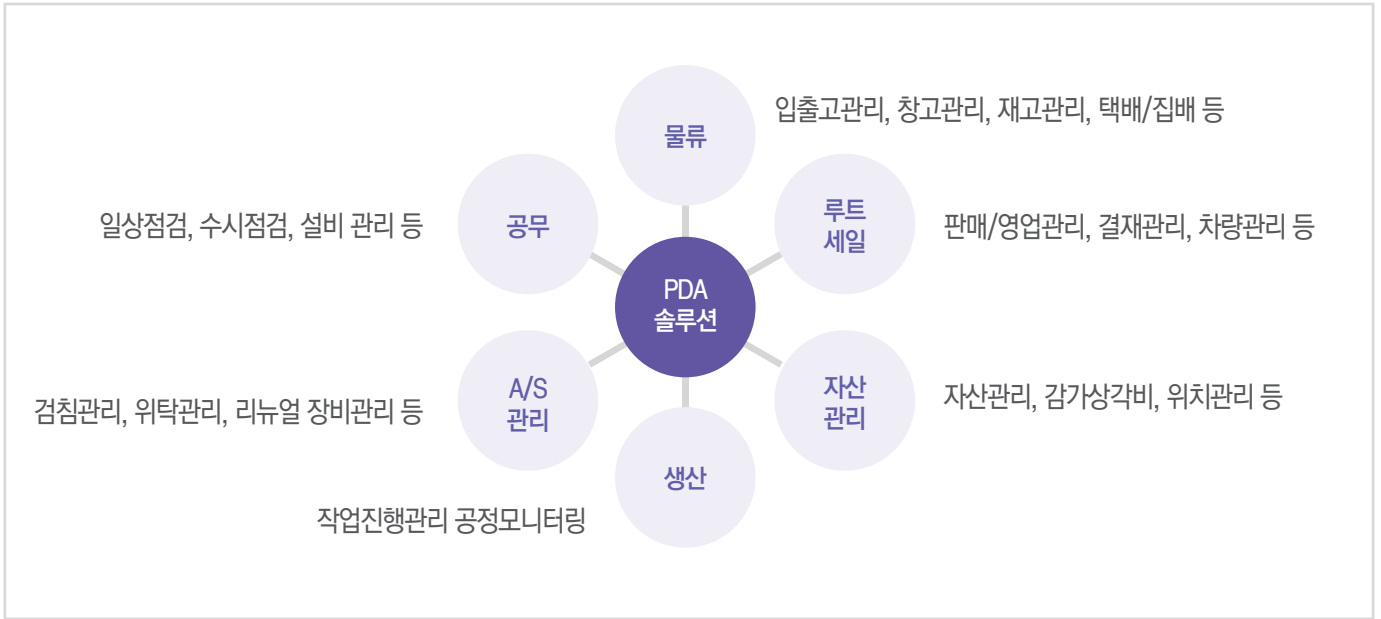 물류
입출고관리, 창고관리, 재고관리, 택배/집배 등
공무
일상점검, 수시점검, 설비 관리 등
루트
세일
판매/영업관리, 결재관리, 차량관리 등
PDA
솔루션
A/S
관리
검침관리, 위탁관리, 리뉴얼 장비관리 등
자산
관리
자산관리, 감가상각비, 위치관리 등
생산
작업진행관리 공정모니터링